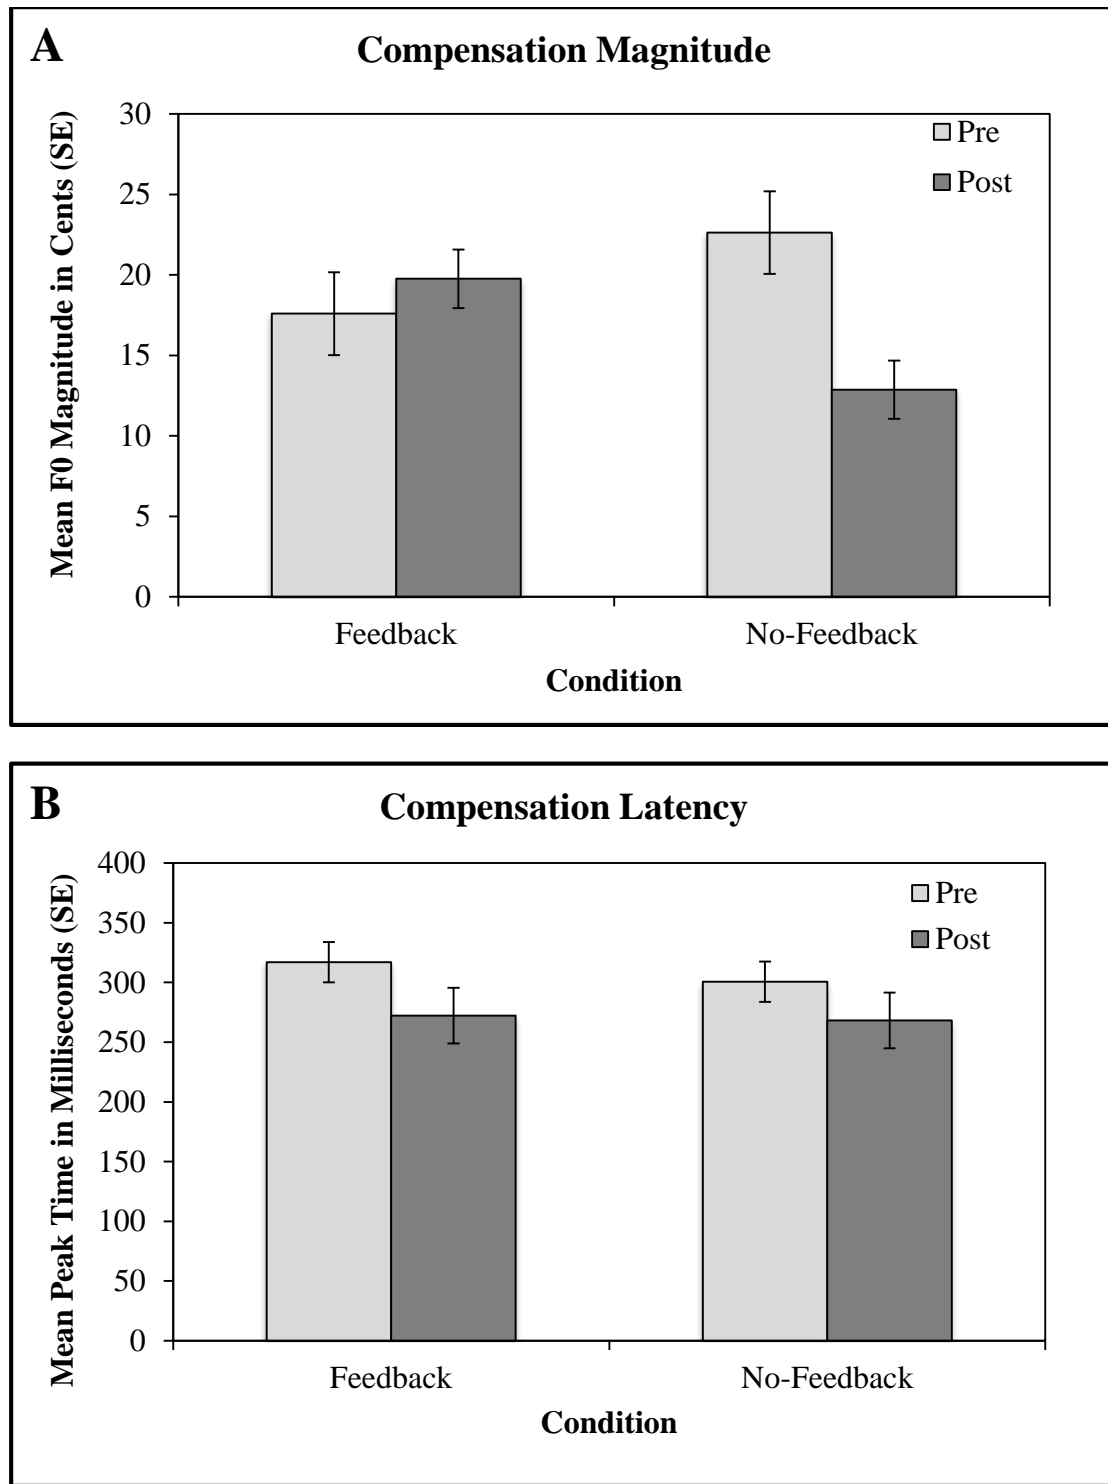 A
Compensation Magnitude
Mean F0 Magnitude in Cents (SE)
30
25
20
15
10
5
0
Pre
Post
Feedback
No-Feedback
Condition
B
Compensation Latency
Mean Peak Time in Milliseconds (SE)
400
350
300
250
200
150
100
50
0
Pre
Post
Feedback
No-Feedback
Condition